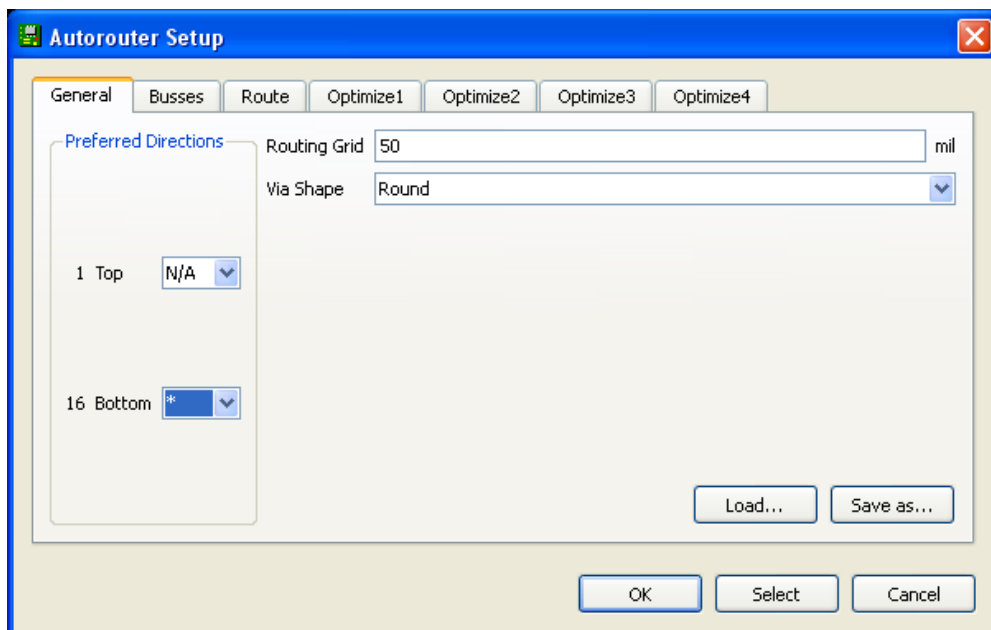 Autorouter Setup
General Busses Route Optimize1 Optimize2 Optimize3 Optimize4
Preferred Directions
Routing Grid 50 mil
Via Shape Round
1 Top N/A
16 Bottom *
Load... Save as...
OK Select Cancel